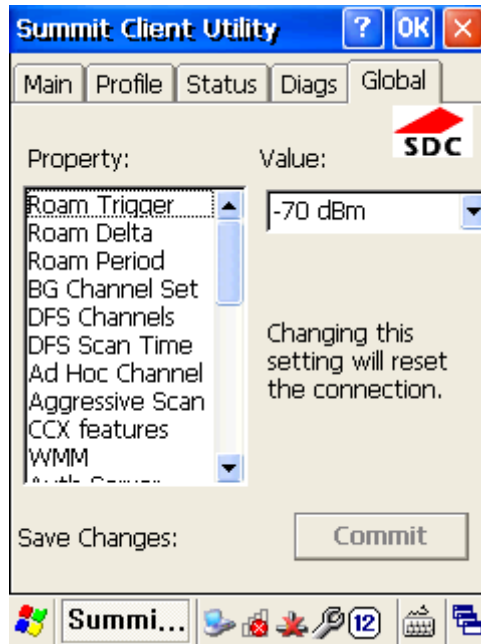 Summit Client Utility ? OK
Main Profile Status Diags Global
SDC
Property: Value:
Roam Trigger
-70 dBm
Roam Delta
Roam Period
BG Channel Set
DFS Channels
DFS Scan Time
Ad Hoc Channel
Aggressive Scan
CCX features
WMM
Changing this
setting will reset
the connection.
Save Changes: Commit
Summi... 12